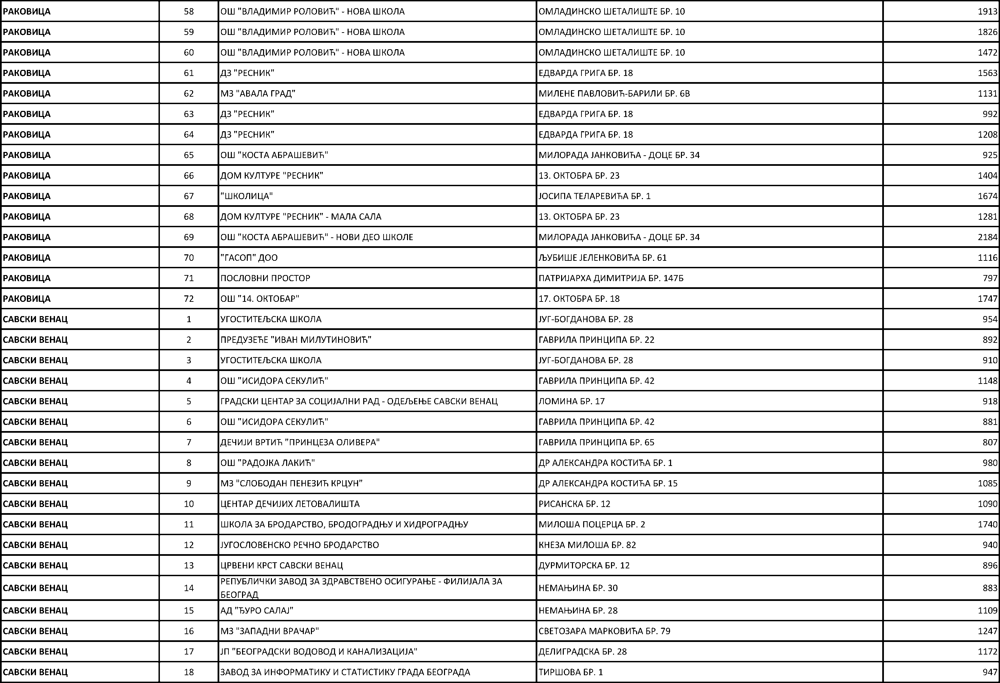 РАКОВИЦА 58 ОШ "ВЛАДИМИР РОЛОВИЋ" - НОВА ШКОЛА ОМЛАДИНСКО ШЕТАЛИШТЕ БР. 10 1913
РАКОВИЦА 59 ОШ "ВЛАДИМИР РОЛОВИЋ" - НОВА ШКОЛА ОМЛАДИНСКО ШЕТАЛИШТЕ БР. 10 1826
РАКОВИЦА 60 ОШ "ВЛАДИМИР РОЛОВИЋ" - НОВА ШКОЛА ОМЛАДИНСКО ШЕТАЛИШТЕ БР. 10 1472
РАКОВИЦА 61 ДЗ "РЕСНИК" ЕДВАРДА ГРИГА БР. 18 1563
РАКОВИЦА 62 МЗ "АВАЛА ГРАД" МИЛЕНЕ ПАВЛОВИЋ-БАРИЛИ БР. 6В 1131
РАКОВИЦА 63 ДЗ "РЕСНИК" ЕДВАРДА ГРИГА БР. 18 992
РАКОВИЦА 64 ДЗ "РЕСНИК" ЕДВАРДА ГРИГА БР. 18 1208
РАКОВИЦА 65 ОШ "КОСТА АБРАШЕВИЋ" МИЛОРАДА ЈАНКОВИЋА - ДОЦЕ БР. 34 925
РАКОВИЦА 66 ДОМ КУЛТУРЕ "РЕСНИК" 13. ОКТОБРА БР. 23 1404
РАКОВИЦА 67 "ШКОЛИЦА" ЈОСИПА ТЕЛАРЕВИЋА БР. 1 1674
РАКОВИЦА 68 ДОМ КУЛТУРЕ "РЕСНИК" - МАЛА САЛА 13. ОКТОБРА БР. 23 1281
РАКОВИЦА 69 ОШ "КОСТА АБРАШЕВИЋ" - НОВИ ДЕО ШКОЛЕ МИЛОРАДА ЈАНКОВИЋА - ДОЦЕ БР. 34 2184
РАКОВИЦА 70 "ГАСОП" ДОО ЉУБИШЕ ЈЕЛЕНКОВИЋА БР. 61 1116
РАКОВИЦА 71 ПОСЛОВНИ ПРОСТОР ПАТРИЈАРХА ДИМИТРИЈА БР. 147Б 797
РАКОВИЦА 72 ОШ "14. ОКТОБАР" 17. ОКТОБРА БР. 18 1747
САВСКИ ВЕНАЦ 1 УГОСТИТЕЉСКА ШКОЛА ЈУГ-БОГДАНОВА БР. 28 954
САВСКИ ВЕНАЦ 2 ПРЕДУЗЕЋЕ "ИВАН МИЛУТИНОВИЋ" ГАВРИЛА ПРИНЦИПА БР. 22 892
САВСКИ ВЕНАЦ 3 УГОСТИТЕЉСКА ШКОЛА ЈУГ-БОГДАНОВА БР. 28 910
САВСКИ ВЕНАЦ 4 ОШ "ИСИДОРА СЕКУЛИЋ" ГАВРИЛА ПРИНЦИПА БР. 42 1148
САВСКИ ВЕНАЦ 5 ГРАДСКИ ЦЕНТАР ЗА СОЦИЈАЛНИ РАД - ОДЕЉЕЊЕ САВСКИ ВЕНАЦ ЛОМИНА БР. 17 918
САВСКИ ВЕНАЦ 6 ОШ "ИСИДОРА СЕКУЛИЋ" ГАВРИЛА ПРИНЦИПА БР. 42 881
САВСКИ ВЕНАЦ 7 ДЕЧИЈИ ВРТИЋ "ПРИНЦЕЗА ОЛИВЕРА" ГАВРИЛА ПРИНЦИПА БР. 65 807
САВСКИ ВЕНАЦ 8 ОШ "РАДОЈКА ЛАКИЋ" ДР АЛЕКСАНДРА КОСТИЋА БР. 1 980
САВСКИ ВЕНАЦ 9 МЗ "СЛОБОДАН ПЕНЕЗИЋ КРЦУН" ДР АЛЕКСАНДРА КОСТИЋА БР. 15 1085
САВСКИ ВЕНАЦ 10 ЦЕНТАР ДЕЧИЈИХ ЛЕТОВАЛИШТА РИСАНСКА БР. 12 1090
САВСКИ ВЕНАЦ 11 ШКОЛА ЗА БРОДАРСТВО, БРОДОГРАДЊУ И ХИДРОГРАДЊУ МИЛОША ПОЦЕРЦА БР. 2 1740
САВСКИ ВЕНАЦ 12 ЈУГОСЛОВЕНСКО РЕЧНО БРОДАРСТВО КНЕЗА МИЛОША БР. 82 940
САВСКИ ВЕНАЦ 13 ЦРВЕНИ КРСТ САВСКИ ВЕНАЦ ДУРМИТОРСКА БР. 12 896
САВСКИ ВЕНАЦ 14 РЕПУБЛИЧКИ ЗАВОД ЗА ЗДРАВСТВЕНО ОСИГУРАЊЕ - ФИЛИЈАЛА ЗА
БЕОГРАД НЕМАЊИНА БР. 30 883
САВСКИ ВЕНАЦ 15 АД "ЂУРО САЛАЈ" НЕМАЊИНА БР. 28 1109
САВСКИ ВЕНАЦ 16 МЗ "ЗАПАДНИ ВРАЧАР" СВЕТОЗАРА МАРКОВИЋА БР. 79 1247
САВСКИ ВЕНАЦ 17 ЈП "БЕОГРАДСКИ ВОДОВОД И КАНАЛИЗАЦИЈА" ДЕЛИГРАДСКА БР. 28 1172
САВСКИ ВЕНАЦ 18 ЗАВОД ЗА ИНФОРМАТИКУ И СТАТИСТИКУ ГРАДА БЕОГРАДА ТИРШОВА БР. 1 947